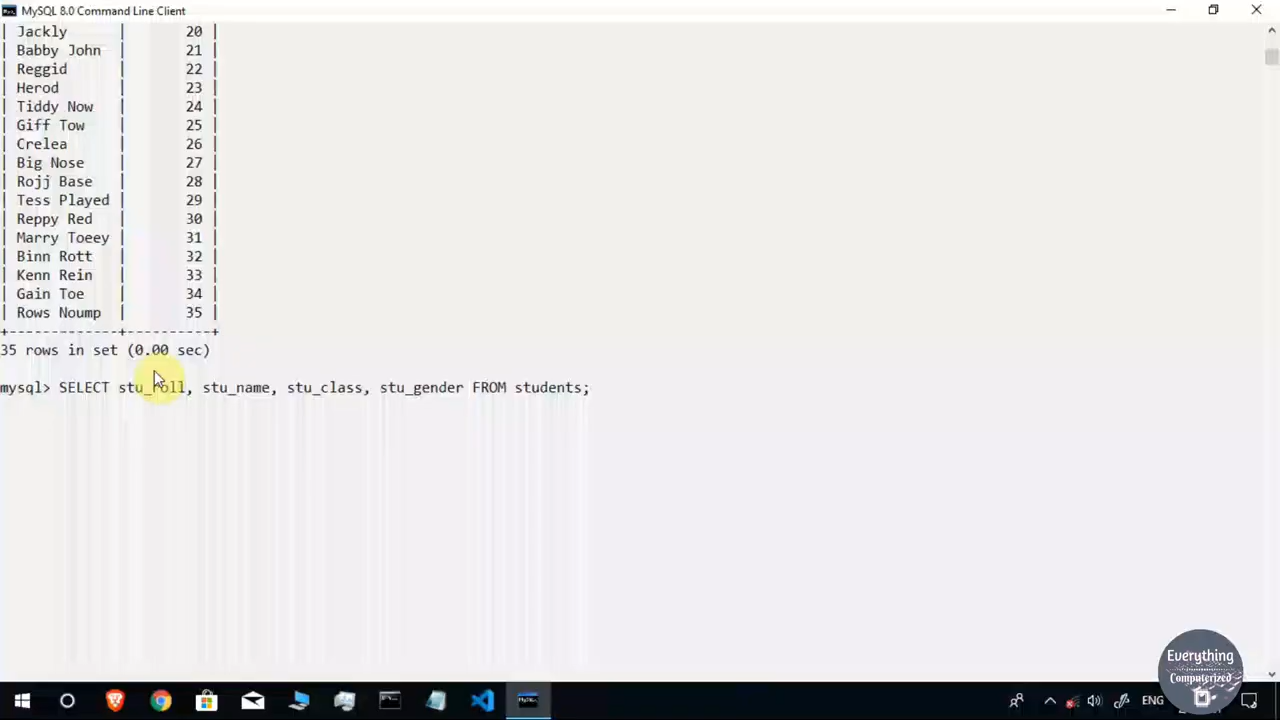 MySQL 8.0 Command Line Client
| Jackly | 20 |
| Babby John | 21 |
| Reggid | 22 |
| Herod | 23 |
| Tiddy Now | 24 |
| Giff Tow | 25 |
| Crelea | 26 |
| Big Nose | 27 |
| Rojj Base | 28 |
| Tess Played | 29 |
| Reppy Red | 30 |
| Marry Toeey | 31 |
| Binn Rott | 32 |
| Kenn Rein | 33 |
| Gain Toe | 34 |
| Rows Noump | 35 |
+-------------+----------+
35 rows in set (0.00 sec)
mysql> SELECT stu_roll, stu_name, stu_class, stu_gender FROM students;
Everything
Computerized
ENG